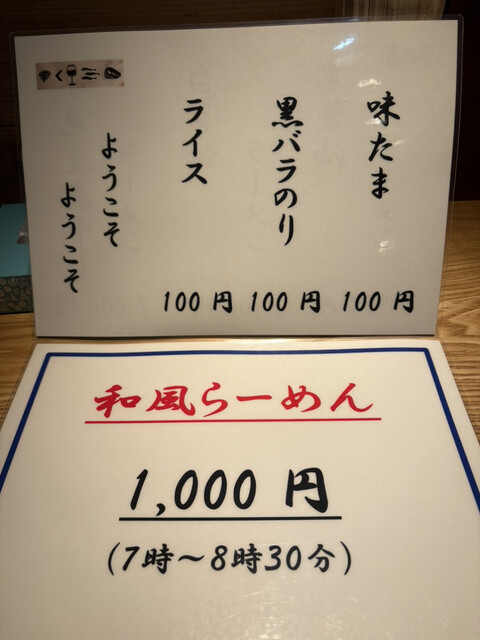 味たま 100円
黒バラのり 100円
ライス 100円
ようこそ
ようこそ
和風らーめん
1,000円
(7時～8時30分)